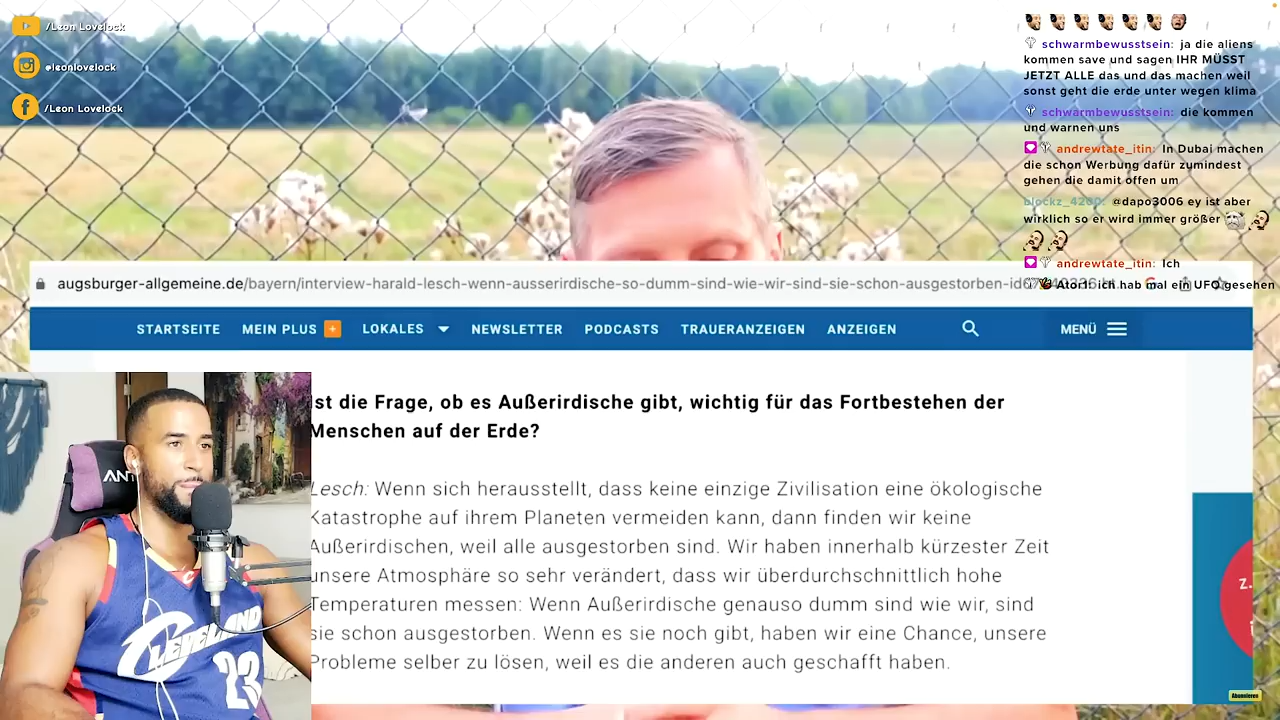 /Leon Lovelock
@leonlovelock
/Leon Lovelock
schwarmbewusstsein: ja die aliens
kommen save und sagen IHR MÜSST
JETZT ALLE das und das machen weil
sonst geht die erde unter wegen klima
schwarmbewusstsein: die kommen
und warnen uns
andrewtate_itin: In Dubai machen
die schon Werbung dafür zumindest
gehen die damit offen um
blockz_4200: @dapo3006 ey ist aber
wirklich so er wird immer größer
andrewtate_itin: Ich
Ator1: ich hab mal ein UFO gesehen
augsburger-allgemeine.de/bayern/interview-harald-lesch-wenn-ausserirdische-so-dumm-sind-wie-wir-sind-sie-schon-ausgestorben
STARTSEITE MEIN PLUS + LOKALES NEWSLETTER PODCASTS TRAUERANZEIGEN ANZEIGEN MENÜ
Ist die Frage, ob es Außerirdische gibt, wichtig für das Fortbestehen der
Menschen auf der Erde?
Lesch: Wenn sich herausstellt, dass keine einzige Zivilisation eine ökologische
Katastrophe auf ihrem Planeten vermeiden kann, dann finden wir keine
Außerirdischen, weil alle ausgestorben sind. Wir haben innerhalb kürzester Zeit
unsere Atmosphäre so sehr verändert, dass wir überdurchschnittlich hohe
Temperaturen messen: Wenn Außerirdische genauso dumm sind wie wir, sind
sie schon ausgestorben. Wenn es sie noch gibt, haben wir eine Chance, unsere
Probleme selber zu lösen, weil es die anderen auch geschafft haben.
AN
CLEVELAND
23
z.
Abonnieren